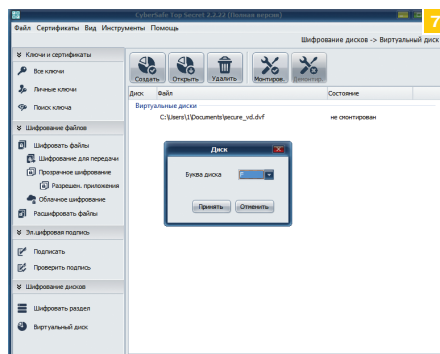 CyberSafe Top Secret 2.2.22 (Полная версия)
7
Файл Сертификаты Вид Инструменты Помощь
Шифрование дисков -> Виртуальный диск
Ключи и сертификаты
Все ключи
Личные ключи
Поиск ключа
Шифрование файлов
Шифровать файлы
Шифрование для передачи
Прозрачное шифрование
Разрешен. приложения
Облачное шифрование
Расшифровать файлы
Эл.цифровая подпись
Подписать
Проверить подпись
Шифрование дисков
Шифровать раздел
Виртуальный диск
Создать Открыть Удалить Монтиров. Демонтир.
Диск Файл Состояние
Виртуальные диски
C:\Users\1\Documents\secure_vd.dvf не смонтирован
Диск
Буква диска
Принять Отменить